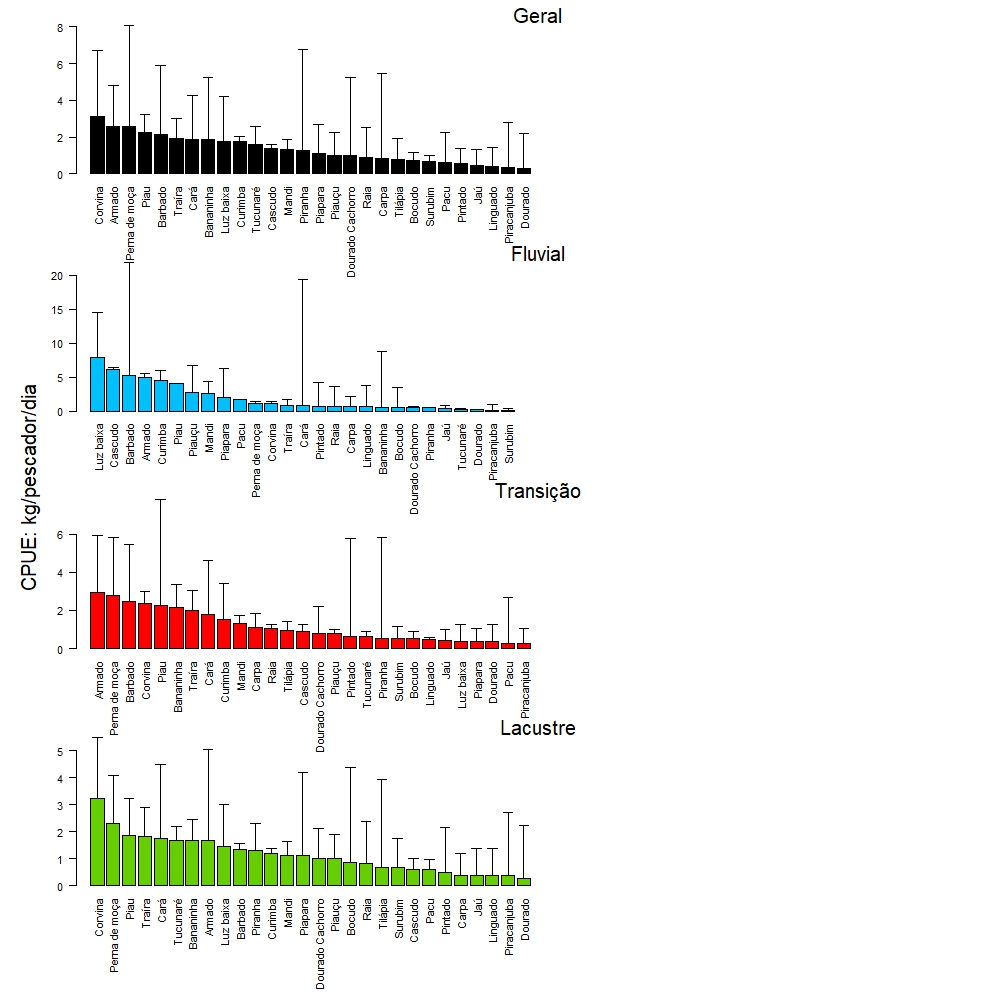 CPUE: kg/pescador/dia
Geral
8
6
4
2
0
Corvina
Armado
Perna de moça
Piau
Barbado
Traíra
Cará
Bananinha
Luz baixa
Curimba
Tucunaré
Cascudo
Mandi
Piranha
Piapara
Piauçu
Dourado Cachorro
Raia
Carpa
Tilápia
Bocudo
Surubim
Pacu
Pintado
Jaú
Linguado
Piracanjuba
Dourado
Fluvial
20
15
10
5
0
Luz baixa
Cascudo
Barbado
Armado
Curimba
Piau
Piauçu
Mandi
Piapara
Pacu
Perna de moça
Corvina
Traíra
Cará
Pintado
Raia
Carpa
Linguado
Bananinha
Bocudo
Dourado Cachorro
Piranha
Jaú
Tucunaré
Dourado
Piracanjuba
Surubim
Transição
6
4
2
0
Armado
Perna de moça
Barbado
Corvina
Piau
Bananinha
Traíra
Cará
Curimba
Mandi
Carpa
Raia
Tilápia
Cascudo
Dourado Cachorro
Piauçu
Pintado
Tucunaré
Piranha
Surubim
Bocudo
Linguado
Jaú
Luz baixa
Piapara
Dourado
Pacu
Piracanjuba
Lacustre
5
4
3
2
1
0
Corvina
Perna de moça
Piau
Traíra
Cará
Tucunaré
Bananinha
Armado
Luz baixa
Barbado
Piranha
Curimba
Mandi
Piapara
Dourado Cachorro
Piauçu
Bocudo
Raia
Tilápia
Surubim
Cascudo
Pacu
Pintado
Carpa
Jaú
Linguado
Piracanjuba
Dourado